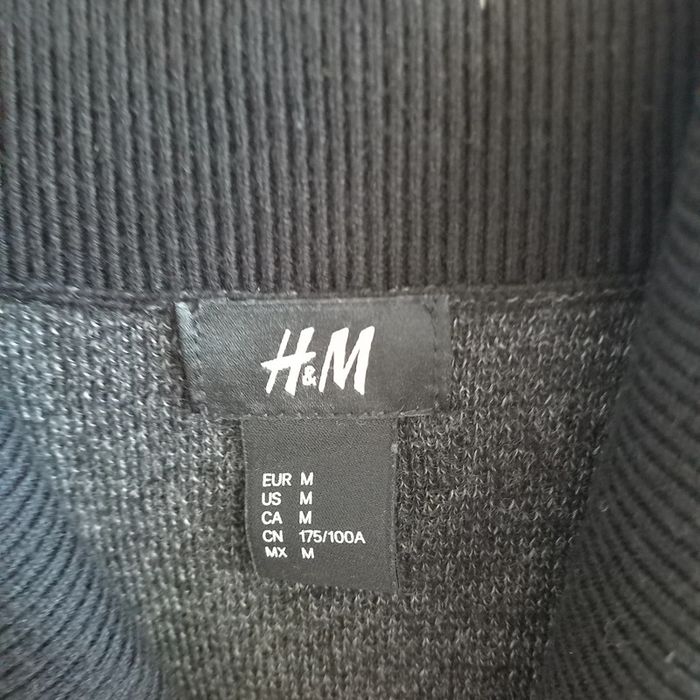 H&M
EUR M
US M
CA M
CN 175/100A
MX M